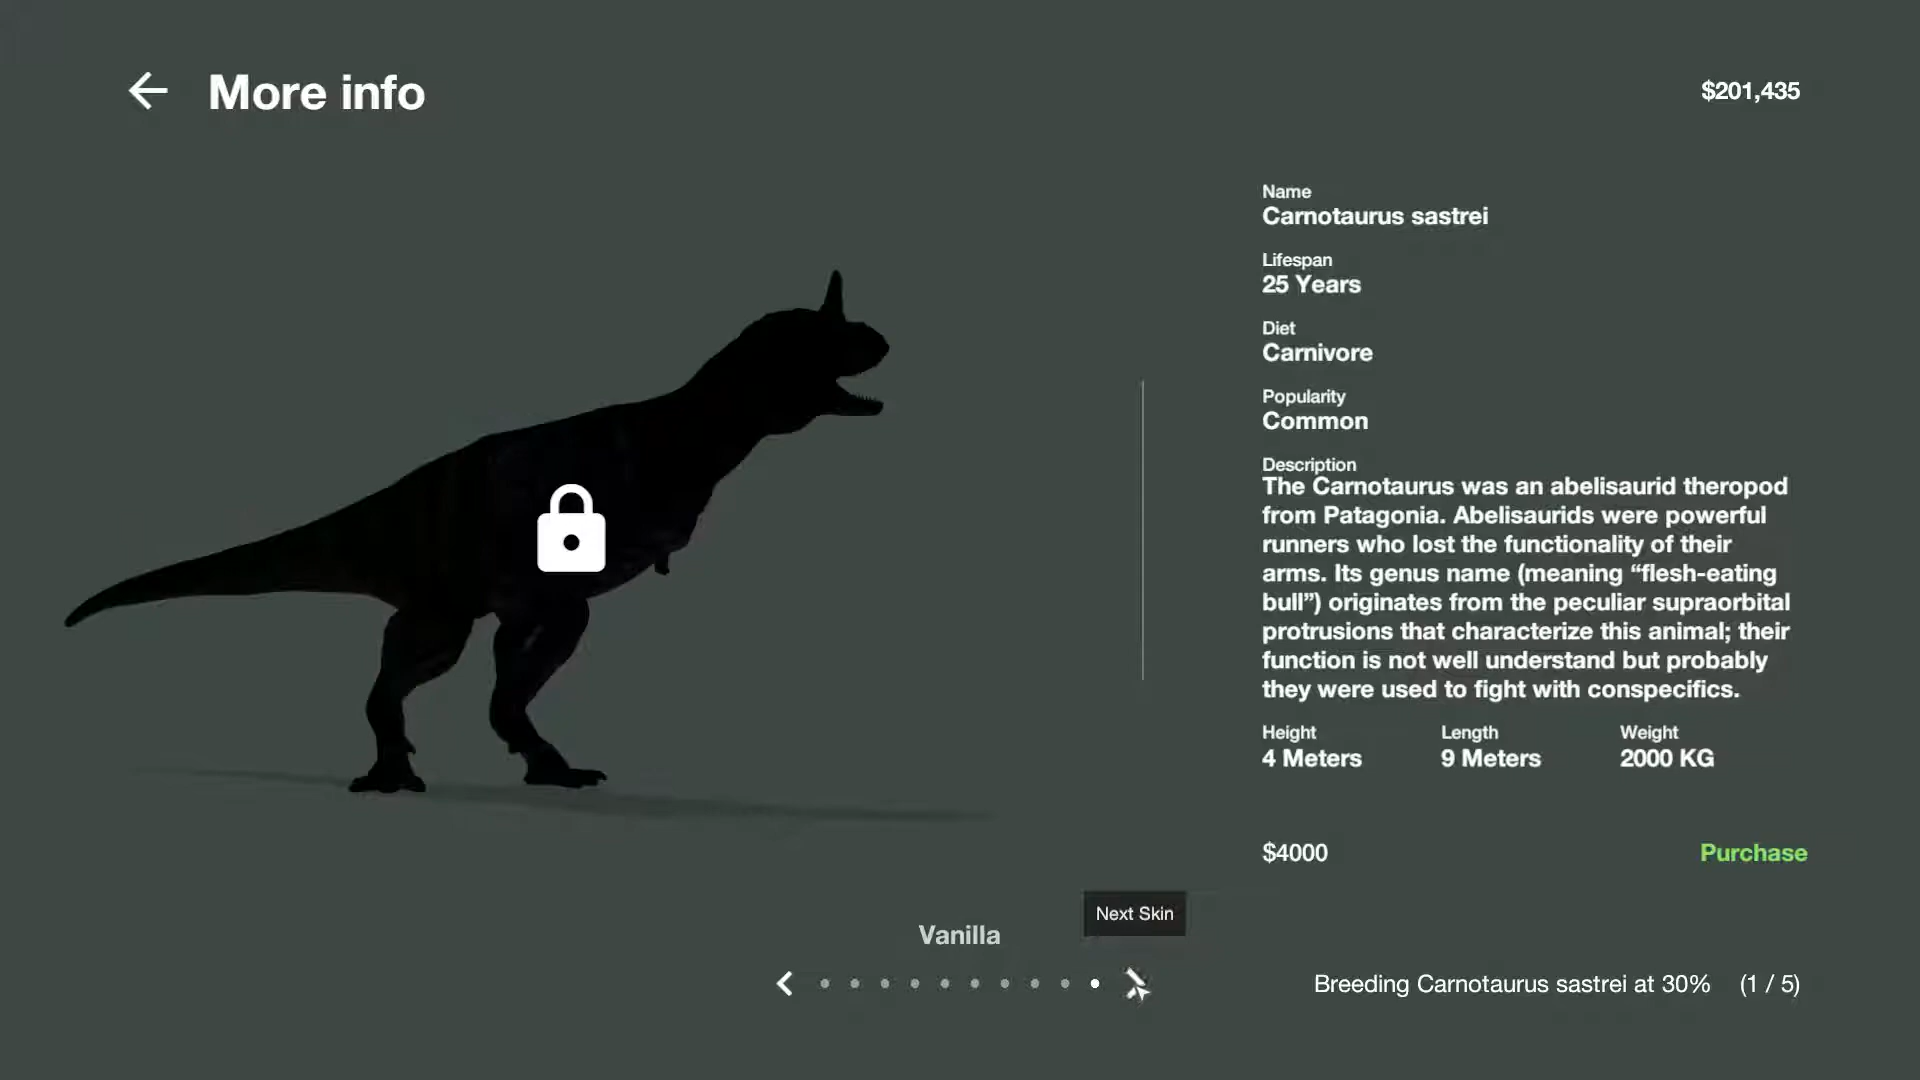 More info
$201,435
Name
Carnotaurus sastrei
Lifespan
25 Years
Diet
Carnivore
Popularity
Common
Description
The Carnotaurus was an abelisaurid theropod
from Patagonia. Abelisaurids were powerful
runners who lost the functionality of their
arms. Its genus name (meaning “flesh-eating
bull”) originates from the peculiar supraorbital
protrusions that characterize this animal; their
function is not well understand but probably
they were used to fight with conspecifics.
Height Length Weight
4 Meters 9 Meters 2000 KG
$4000 Purchase
Next Skin
Vanilla
Breeding Carnotaurus sastrei at 30% (1 / 5)